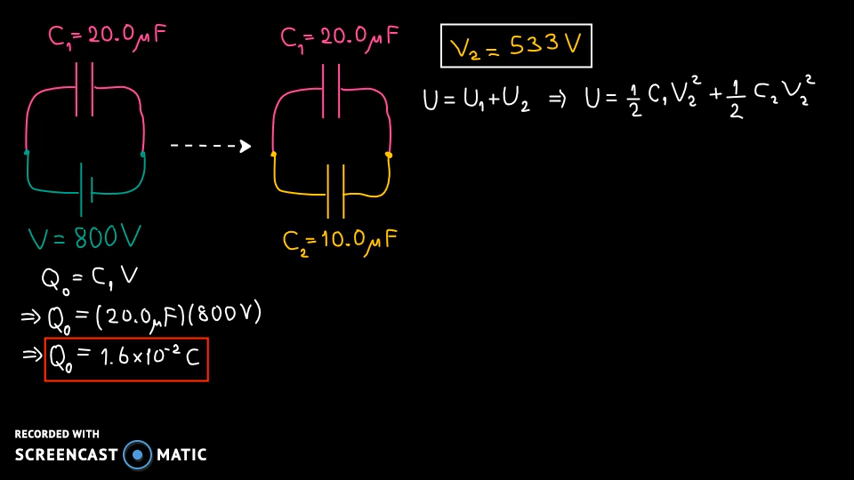 C₁=20.0μF
C₁=20.0μF
V₂ = 533V
U = U₁+U₂ ⇒ U = 1/2 C₁V₂² + 1/2 C₂V₂²
V = 800V
C₂=10.0μF
Q₀ = C₁V
⇒ Q₀ = (20.0μF)(800V)
⇒ Q₀ = 1.6×10⁻² C
RECORDED WITH
SCREENCAST MATIC